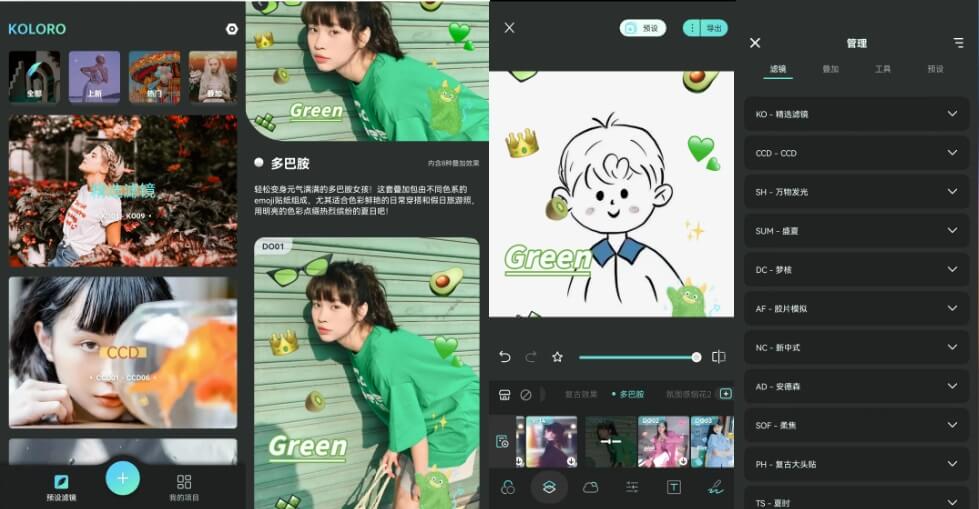 KOLORO
全部
上新
热门
叠加
精选滤镜
CCD
CCD01 - CCD06
预设滤镜
我的项目
Green
多巴胺
内含8种叠加效果
轻松变身元气满满的多巴胺女孩！这套叠加包由不同色系的
emoji贴纸组成，尤其适合色彩鲜艳的日常穿搭和假日旅游照，
用明亮的色彩点缀热烈缤纷的夏日吧！
DO01
Green
预设
导出
Green
复古效果
多巴胺
氛围感烟花2
DO02
DO03
管理
滤镜
叠加
工具
预设
KO - 精选滤镜
CCD - CCD
SH - 万物发光
SUM - 盛夏
DC - 梦核
AF - 胶片模拟
NC - 新中式
AD - 安德森
SOF - 柔焦
PH - 复古大头贴
TS - 夏时